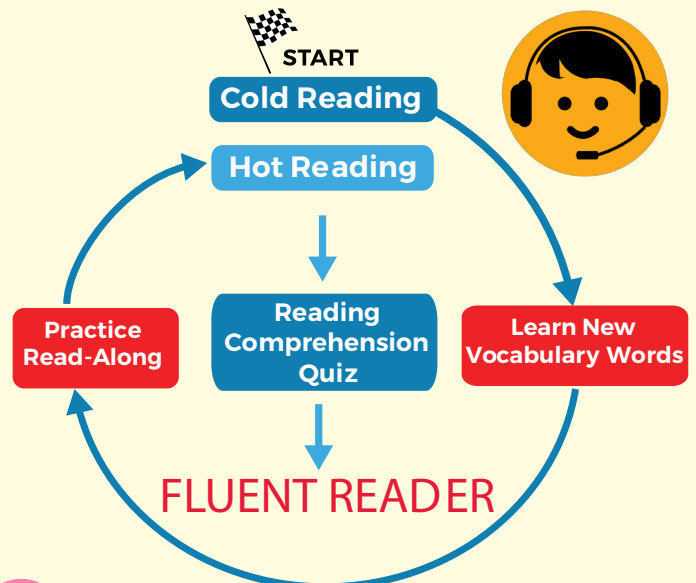 START
Cold Reading
Hot Reading
Practice
Read-Along
Reading
Comprehension
Quiz
Learn New
Vocabulary Words
FLUENT READER